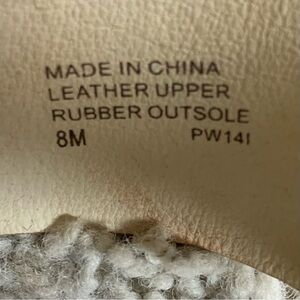 MADE IN CHINA
LEATHER UPPER
RUBBER OUTSOLE
8M PW14I